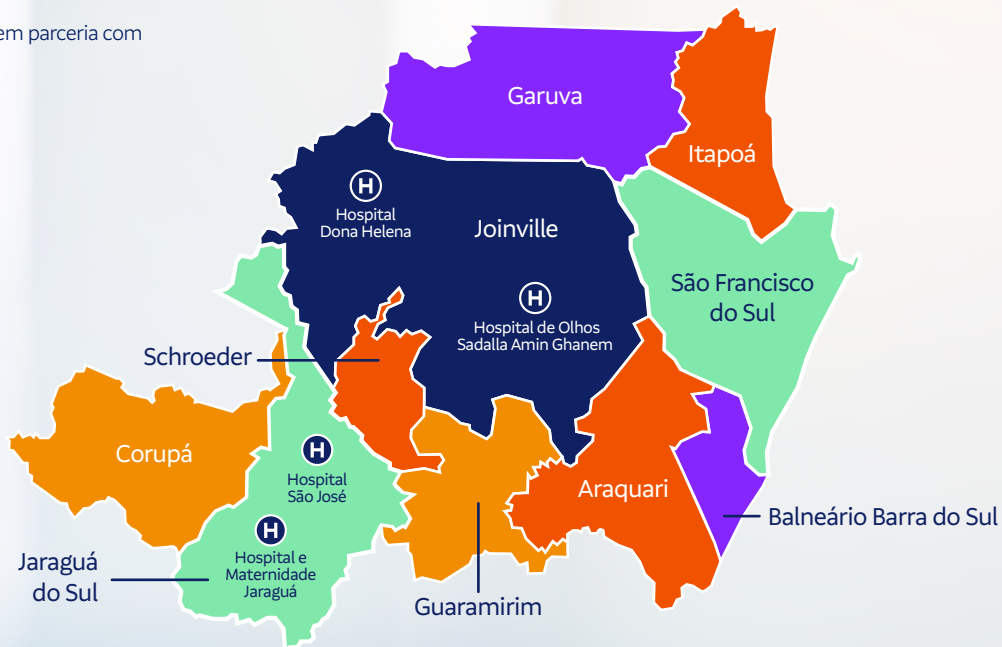 em parceria com
Garuva
Itapoá
H
Hospital
Dona Helena
Joinville
São Francisco
do Sul
H
Hospital de Olhos
Sadalla Amin Ghanem
Schroeder
Corupá
H
Hospital
São José
Araquari
Balneário Barra do Sul
H
Hospital e
Maternidade
Jaraguá
Jaraguá
do Sul
Guaramirim